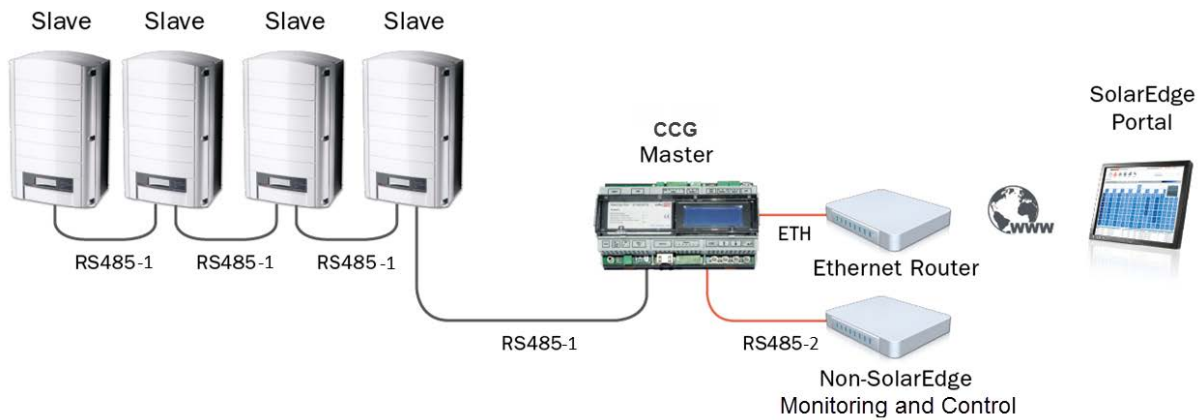 Slave
Slave
Slave
Slave
SolarEdge
Portal
CCG
Master
WWW
ETH
RS485-1
RS485-1
RS485-1
Ethernet Router
RS485-1
RS485-2
Non-SolarEdge
Monitoring and Control